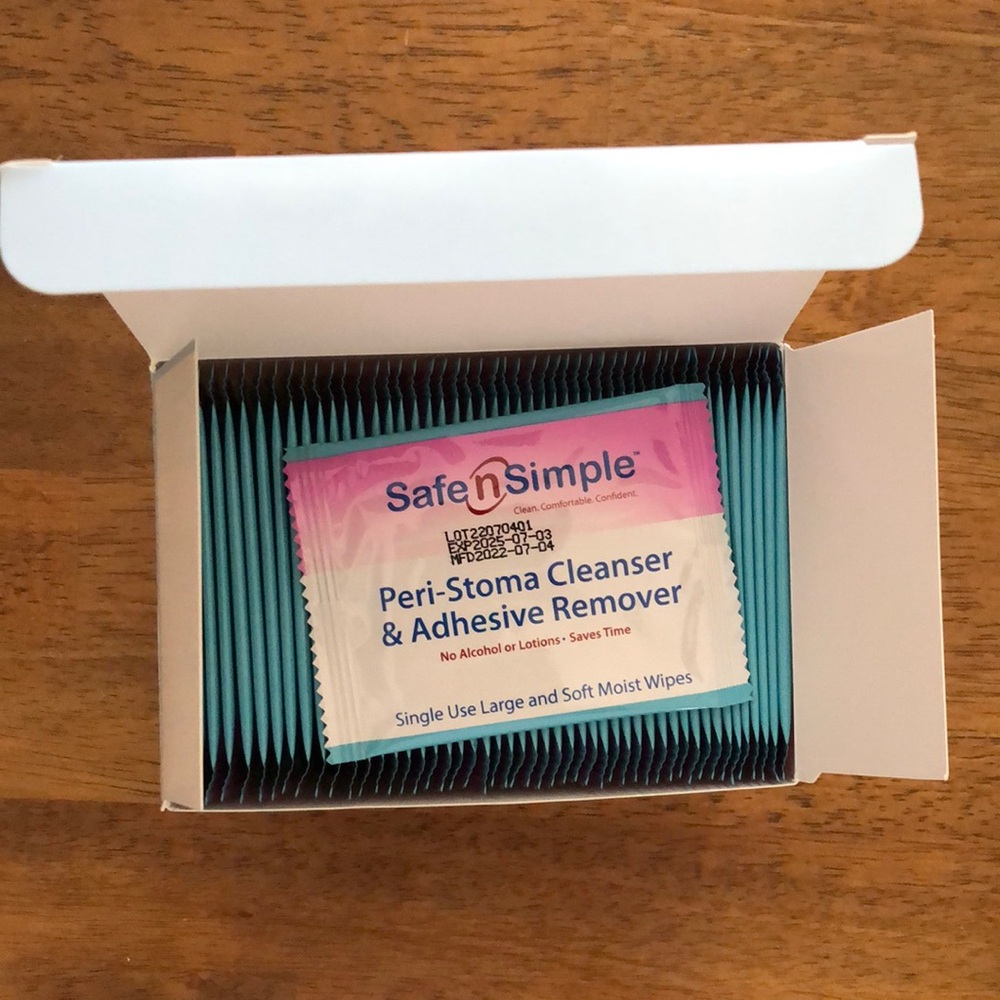 Safe n Simple™
Clean. Comfortable. Confident.
LOT22070401
EXP2025-07-03
MFD2022-07-04
Peri-Stoma Cleanser
& Adhesive Remover
No Alcohol or Lotions • Saves Time
Single Use Large and Soft Moist Wipes